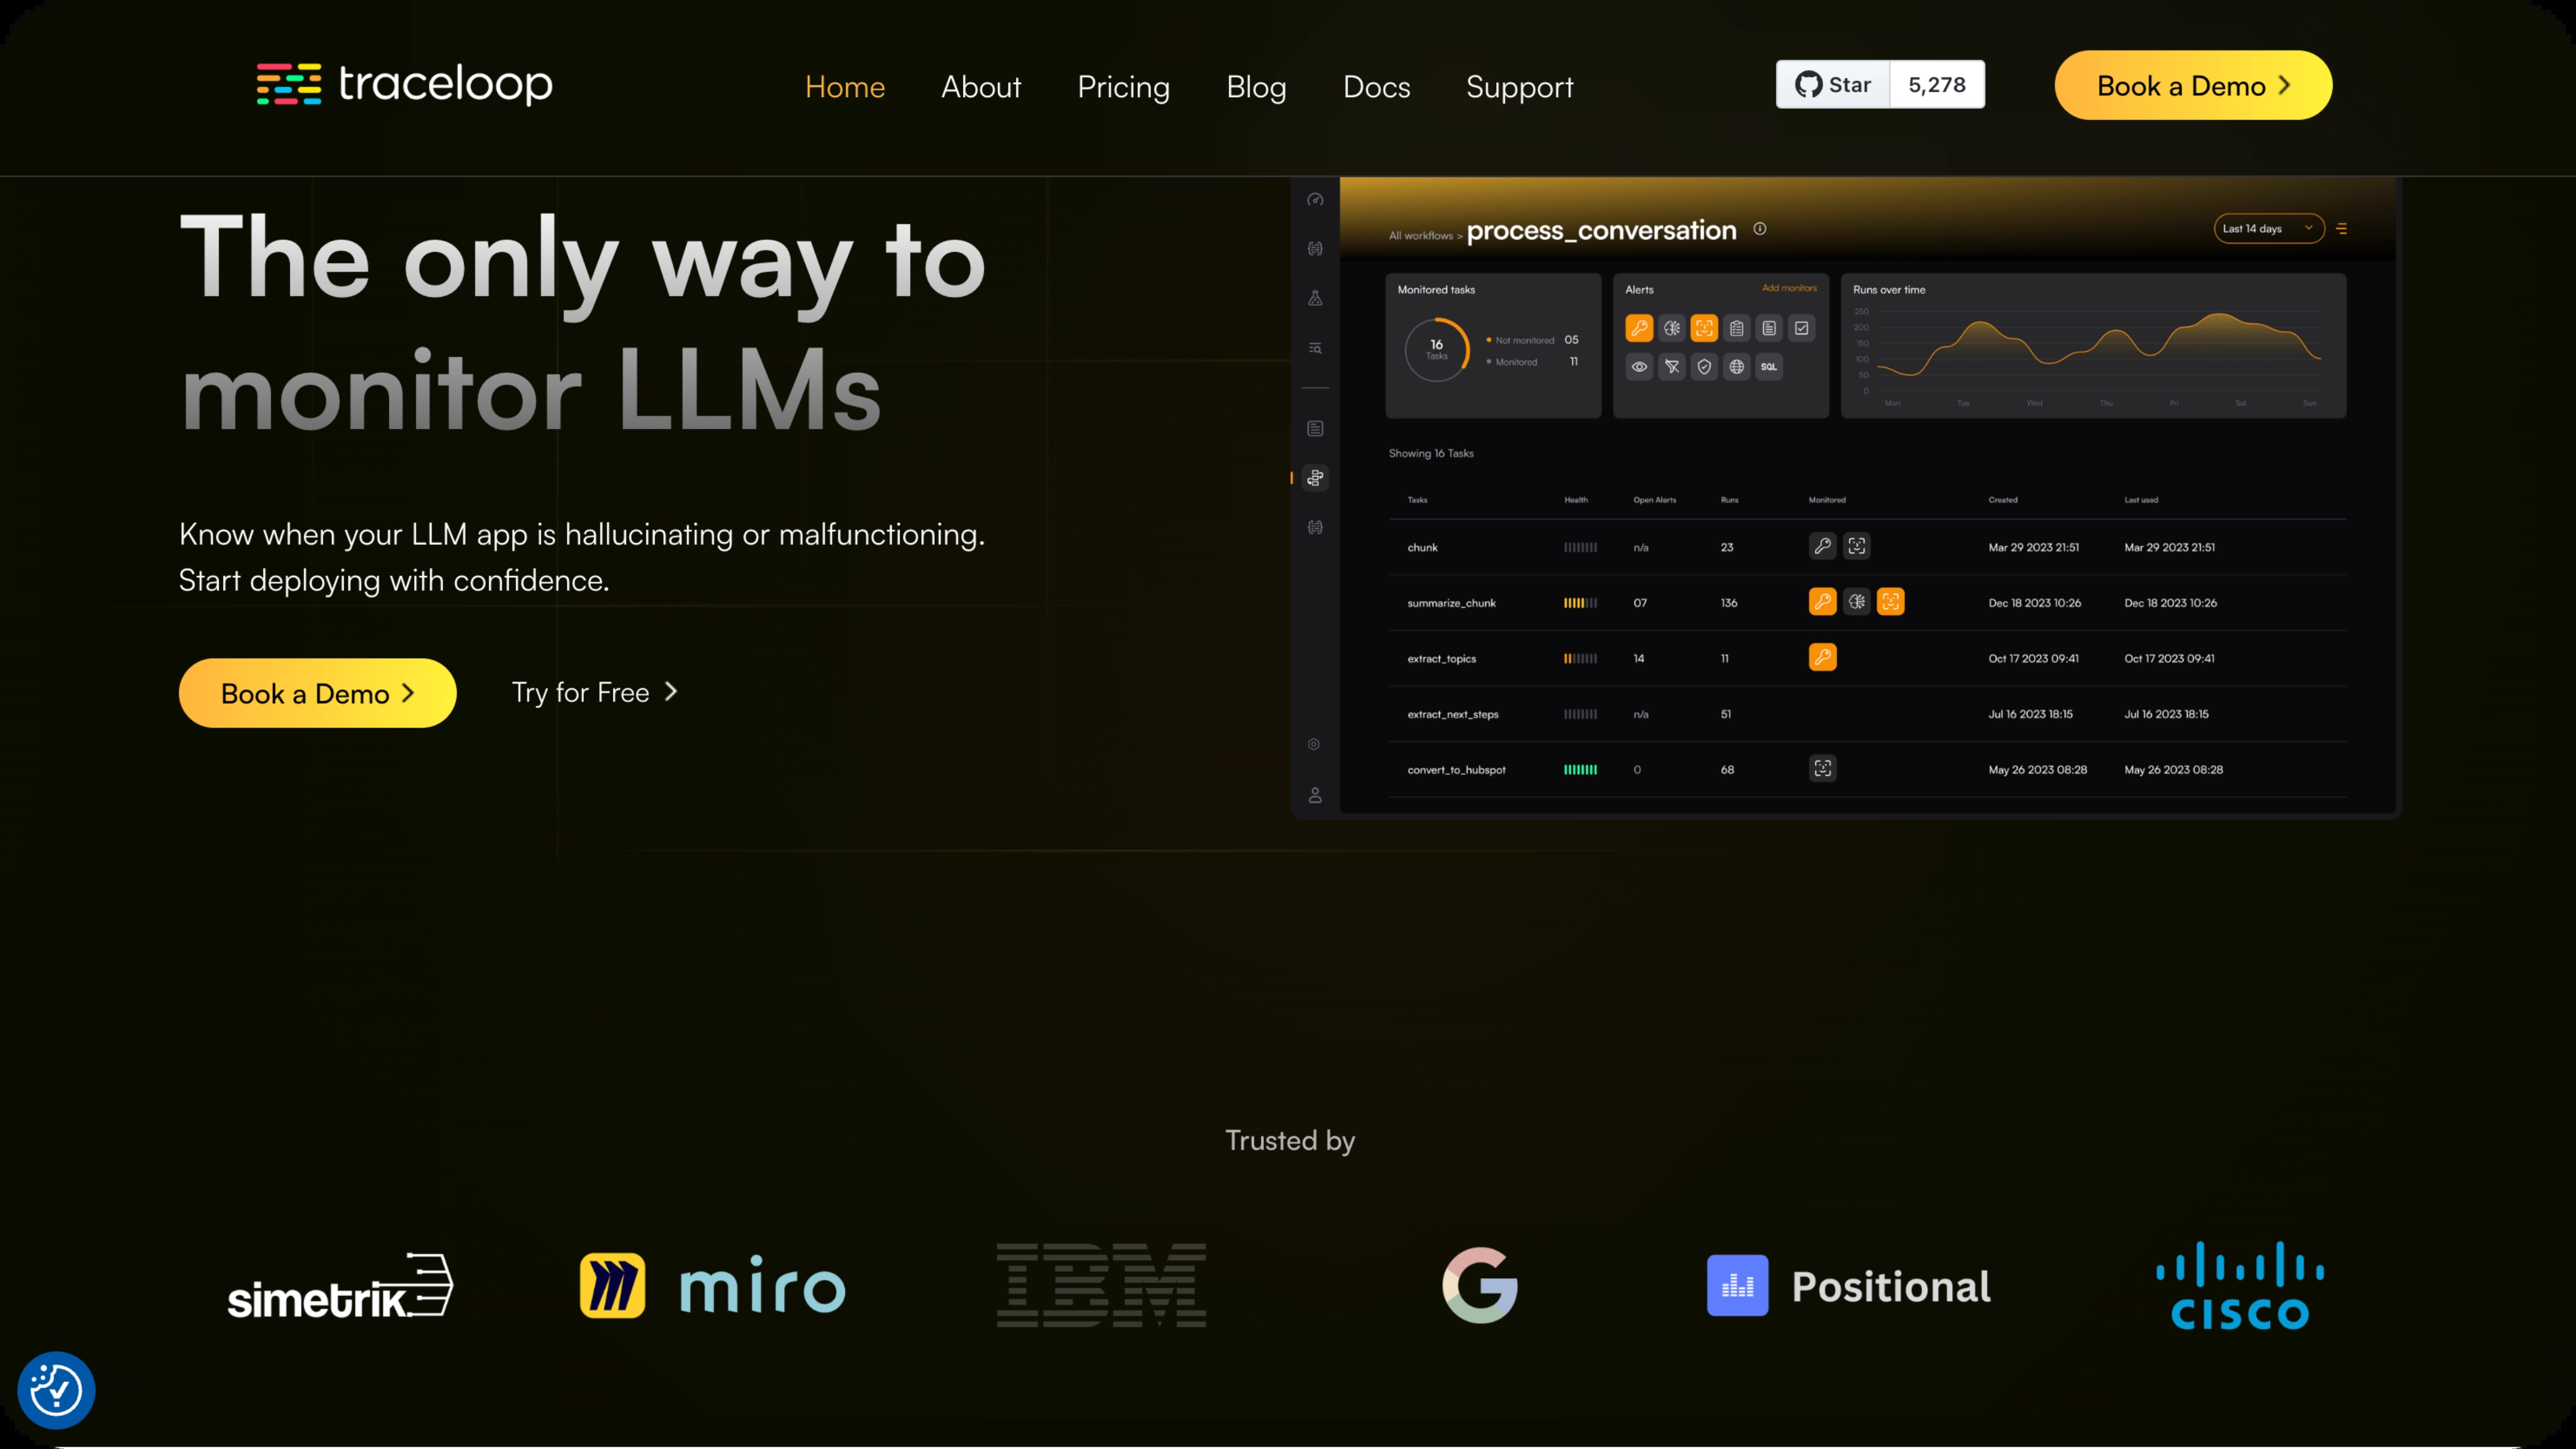 traceloop
Home About Pricing Blog Docs Support
Star 5,278
Book a Demo
The only way to
monitor LLMs
Know when your LLM app is hallucinating or malfunctioning.
Start deploying with confidence.
Book a Demo
Try for Free
All workflows > process_conversation
Last 14 days
Monitored tasks
16
Tasks
Not monitored 05
Monitored 11
Alerts
Add monitors
SQL
Runs over time
250
200
150
100
50
0
Mon Tue Wed Thu Fri Sat Sun
Showing 16 Tasks
Tasks Health Open Alerts Runs Monitored Created Last used
chunk n/a 23 Mar 29 2023 21:51 Mar 29 2023 21:51
summarize_chunk 07 136 Dec 18 2023 10:26 Dec 18 2023 10:26
extract_topics 14 11 Oct 17 2023 09:41 Oct 17 2023 09:41
extract_next_steps n/a 51 Jul 16 2023 18:15 Jul 16 2023 18:15
convert_to_hubspot 0 68 May 26 2023 08:28 May 26 2023 08:28
Trusted by
simetrik
miro
IBM
G
Positional
CISCO